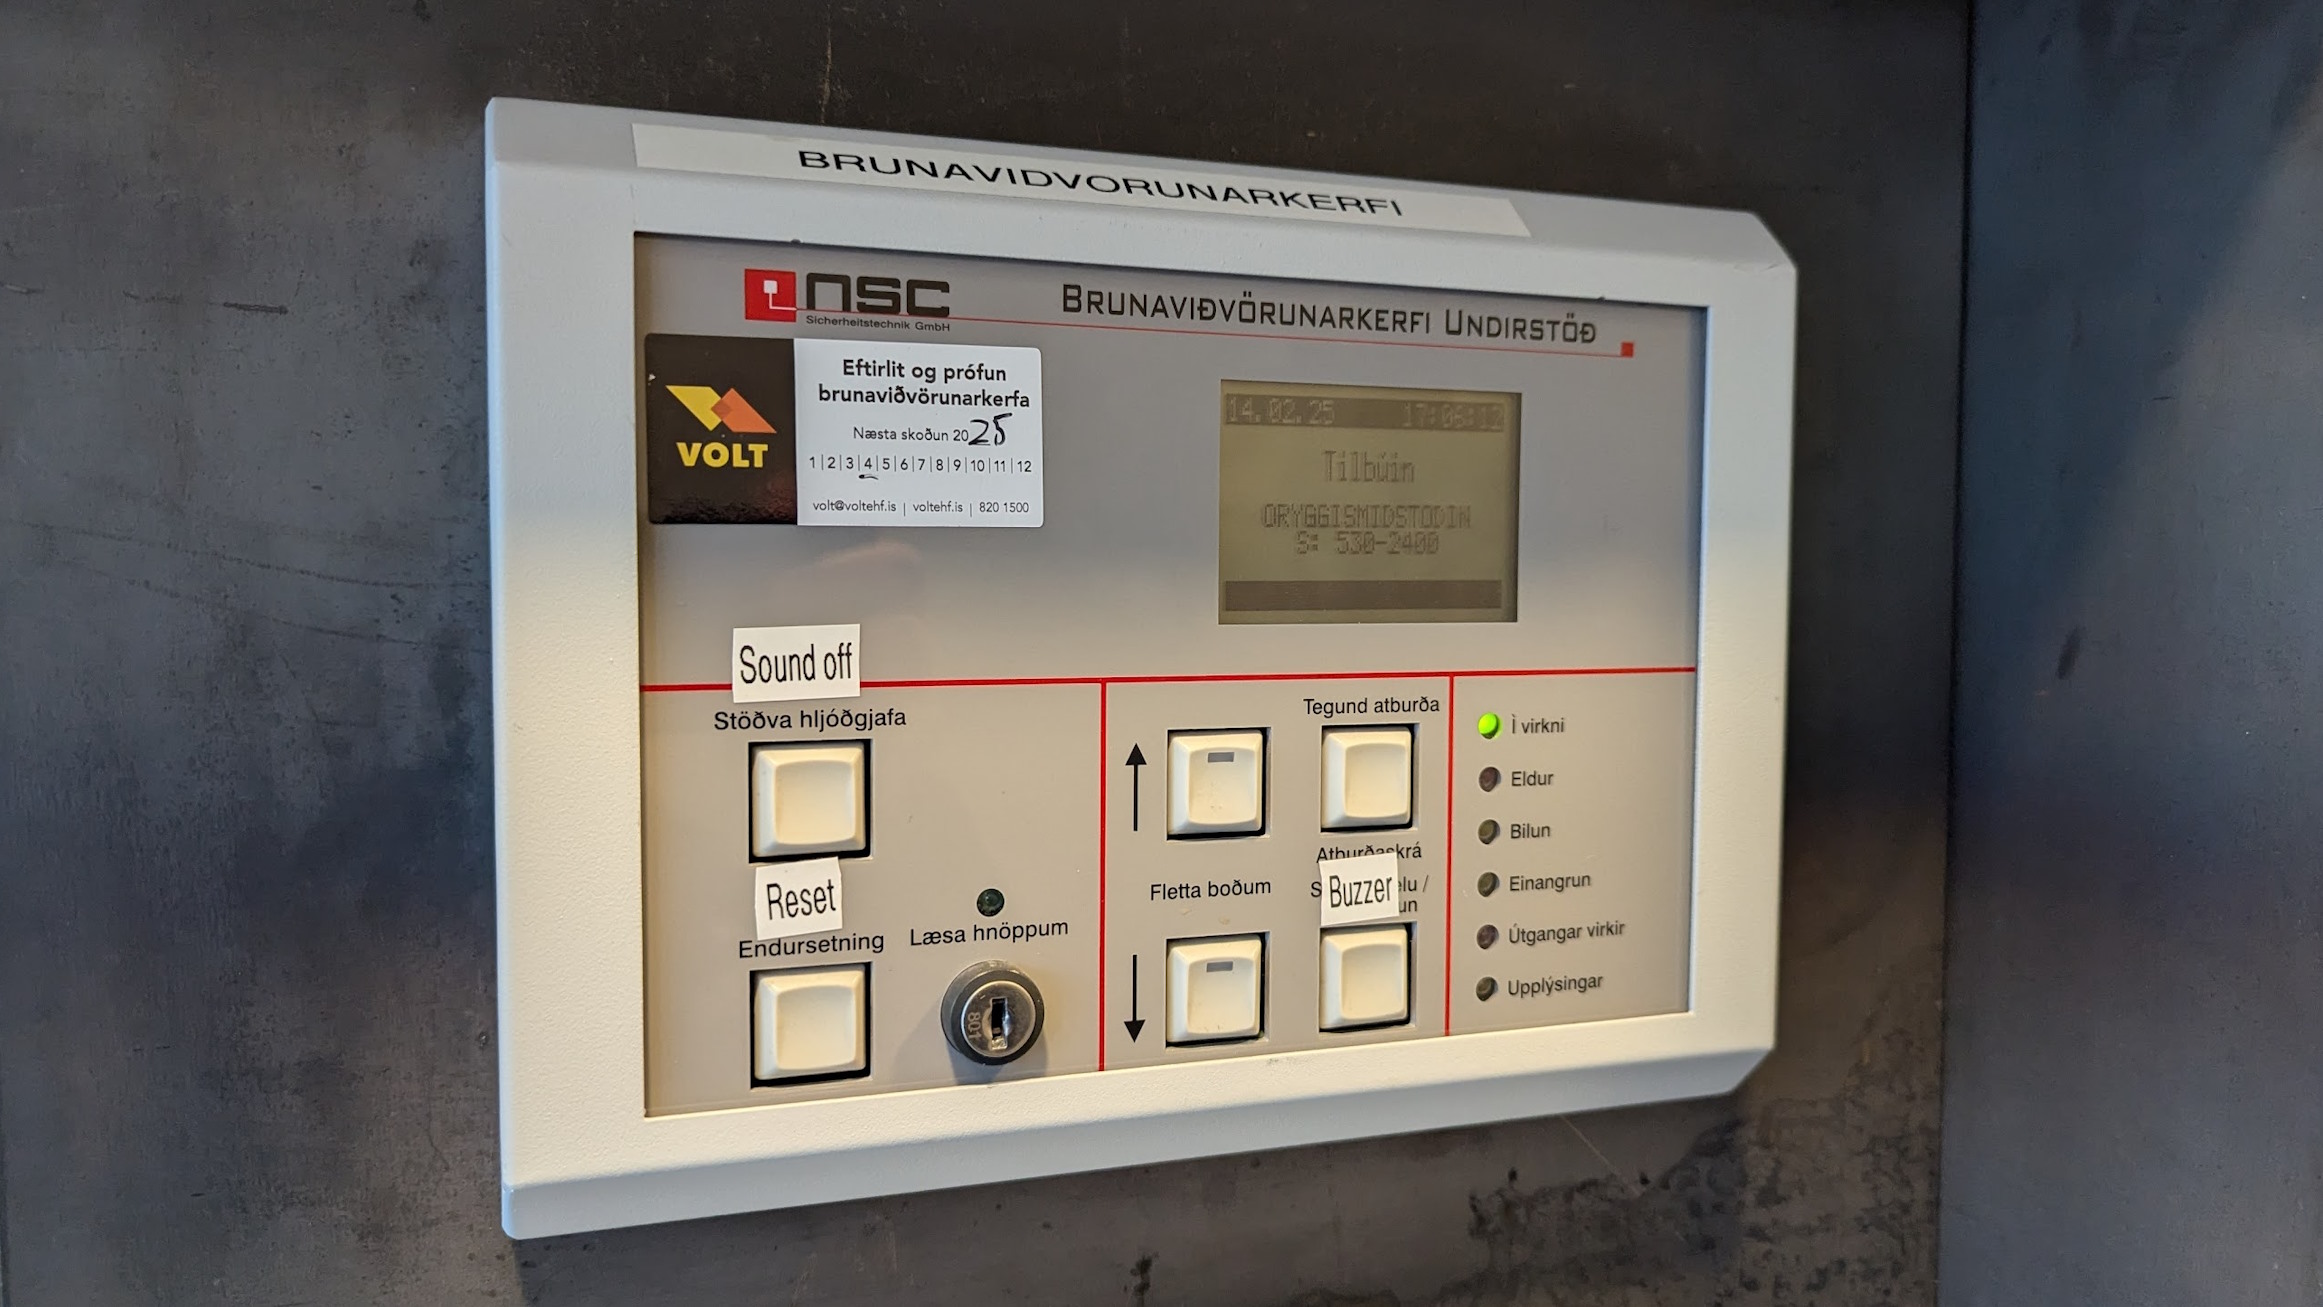 BRUNAVIDVORUNARKERFI
nsc
Sicherheitstechnik GmbH
BRUNAVIÐVÖRUNARKERFI UNDIRSTÖÐ
VOLT
Eftirlit og prófun
brunaviðvörunarkerfa
Næsta skoðun 2025
1|2|3|4|5|6|7|8|9|10|11|12
volt@voltehf.is | voltehf.is | 820 1500
14.02.25 17:06:12
Tilbúin
ORYGGISMIDSTODIN
S: 530-2400
Sound off
Stöðva hljóðgjafa
Reset
Endursetning
Læsa hnöppum
801
Fletta boðum
Tegund atburða
Atburðaskrá
Buzzer
Ì virkni
Eldur
Bilun
Einangrun
Útgangar virkir
Upplýsingar